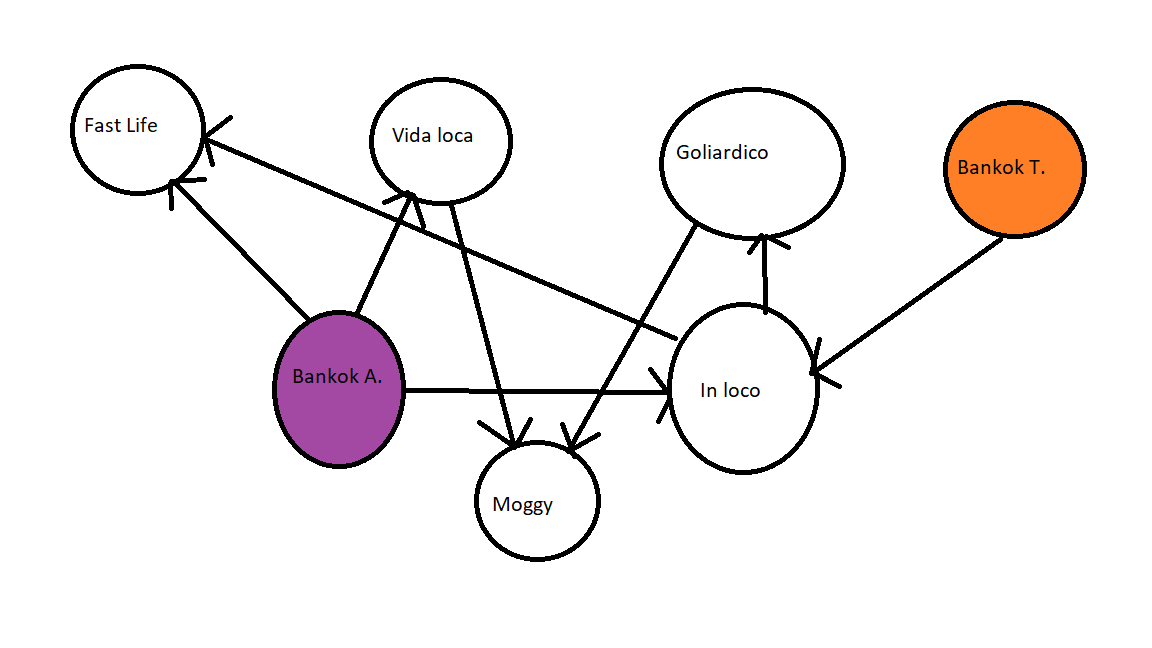 Fast Life
Vida loca
Goliardico
Bankok T.
Bankok A.
In loco
Moggy